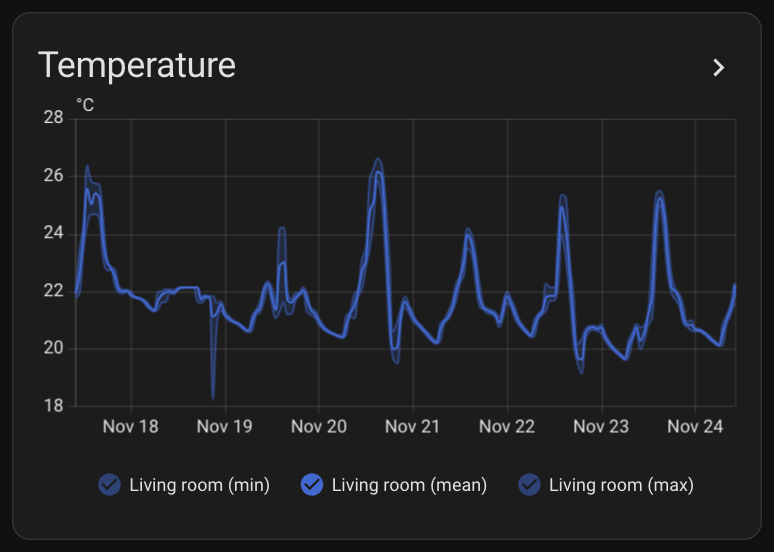 Temperature
°C
28
26
24
22
20
18
Nov 18 Nov 19 Nov 20 Nov 21 Nov 22 Nov 23 Nov 24
Living room (min) Living room (mean) Living room (max)